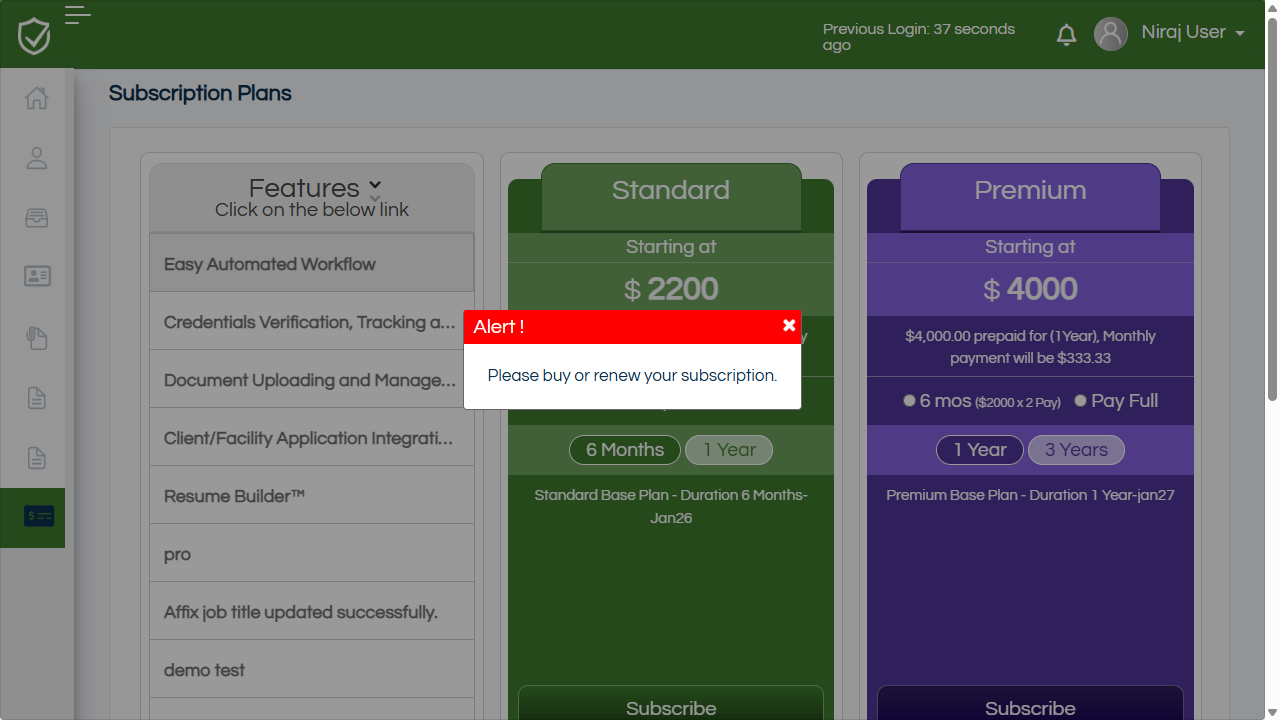 Previous Login: 37 seconds
ago
Niraj User
Subscription Plans
Features
Click on the below link
Easy Automated Workflow
Credentials Verification, Tracking a...
Document Uploading and Manage...
Client/Facility Application Integrati...
Resume Builder™
pro
Affix job title updated successfully.
demo test
Standard
Starting at
$ 2200
Alert !
Please buy or renew your subscription.
6 Months
1 Year
Standard Base Plan - Duration 6 Months-
Jan26
Subscribe
Premium
Starting at
$ 4000
$4,000.00 prepaid for (1Year), Monthly
payment will be $333.33
6 mos ($2000 x 2 Pay)
Pay Full
1 Year
3 Years
Premium Base Plan - Duration 1 Year-jan27
Subscribe